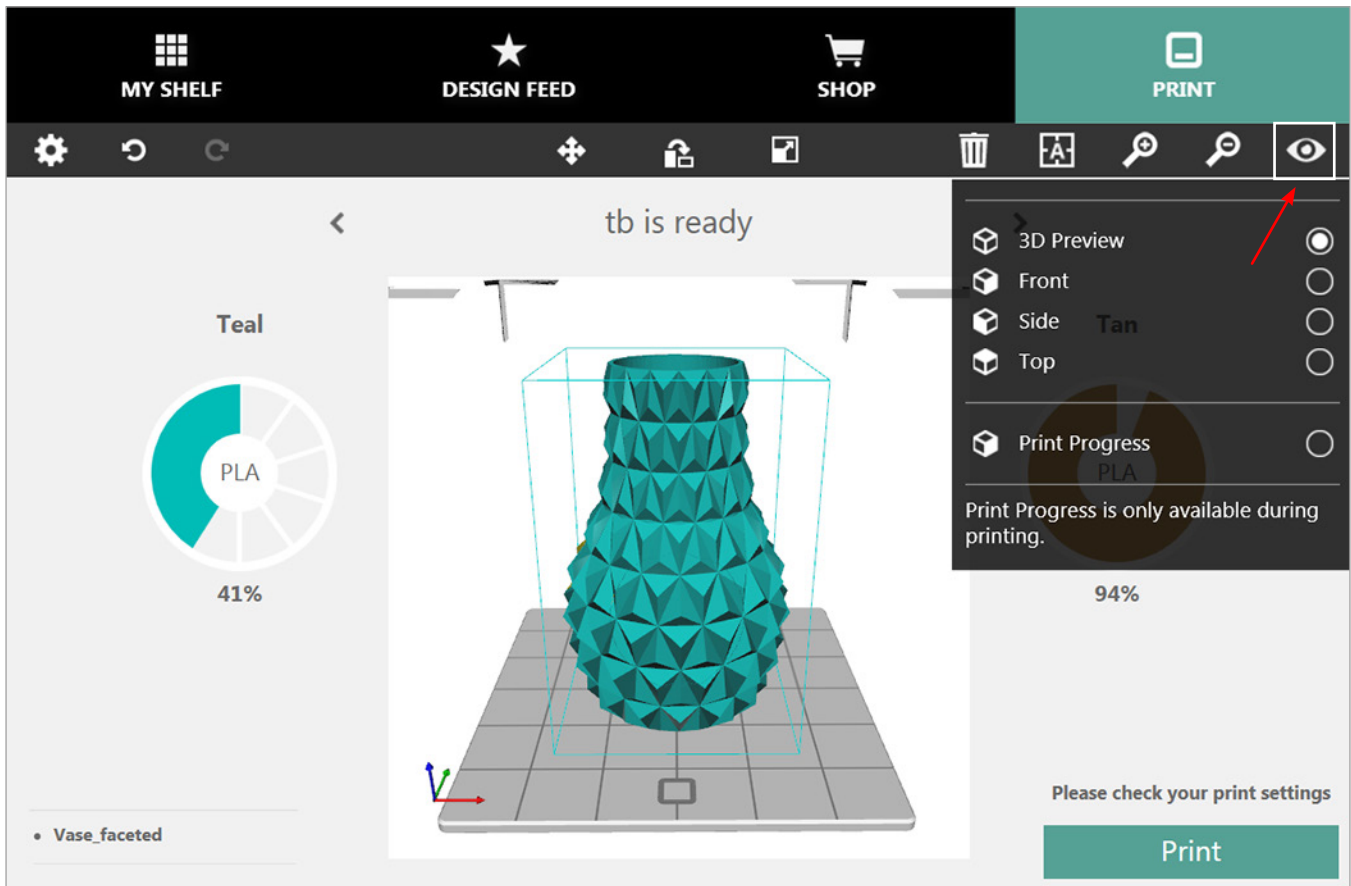 MY SHELF
DESIGN FEED
SHOP
PRINT
A
tb is ready
3D Preview
Front
Side
Top
Print Progress
Print Progress is only available during
printing.
Teal
PLA
41%
Tan
PLA
94%
• Vase_faceted
Please check your print settings
Print